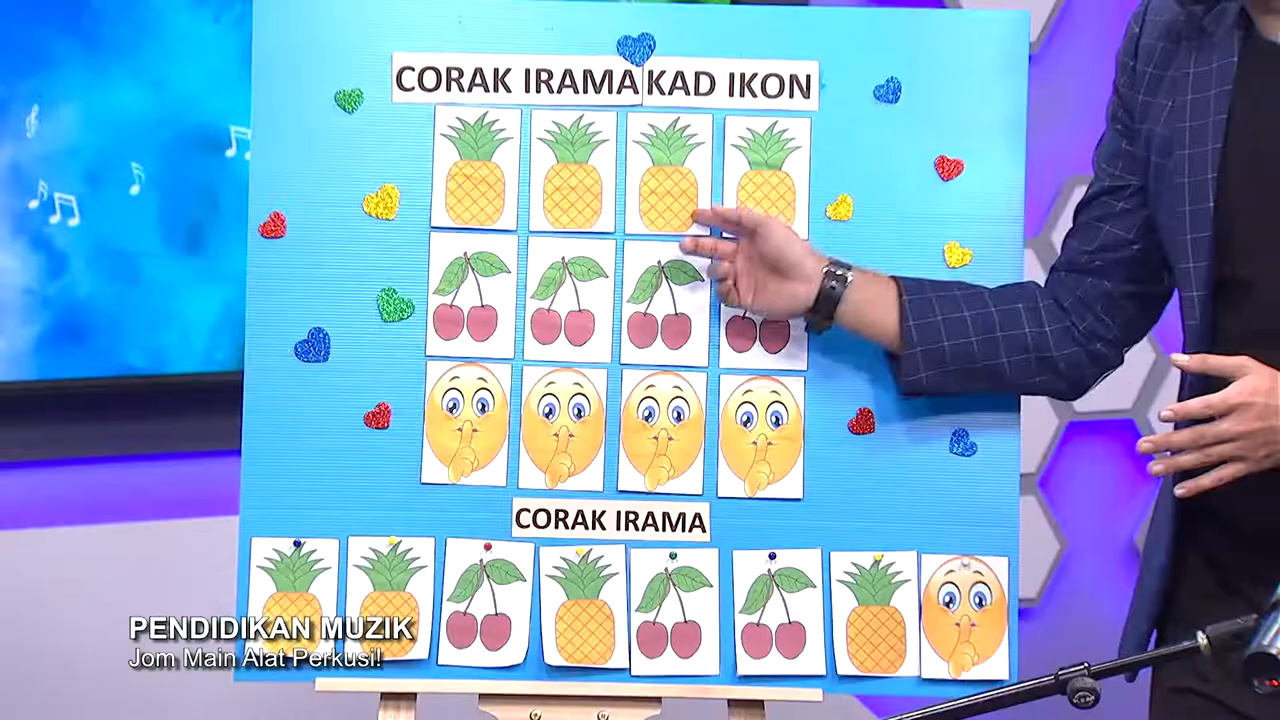 CORAK IRAMA KAD IKON
CORAK IRAMA
PENDIDIKAN MUZIK
Jom Main Alat Perkusi!